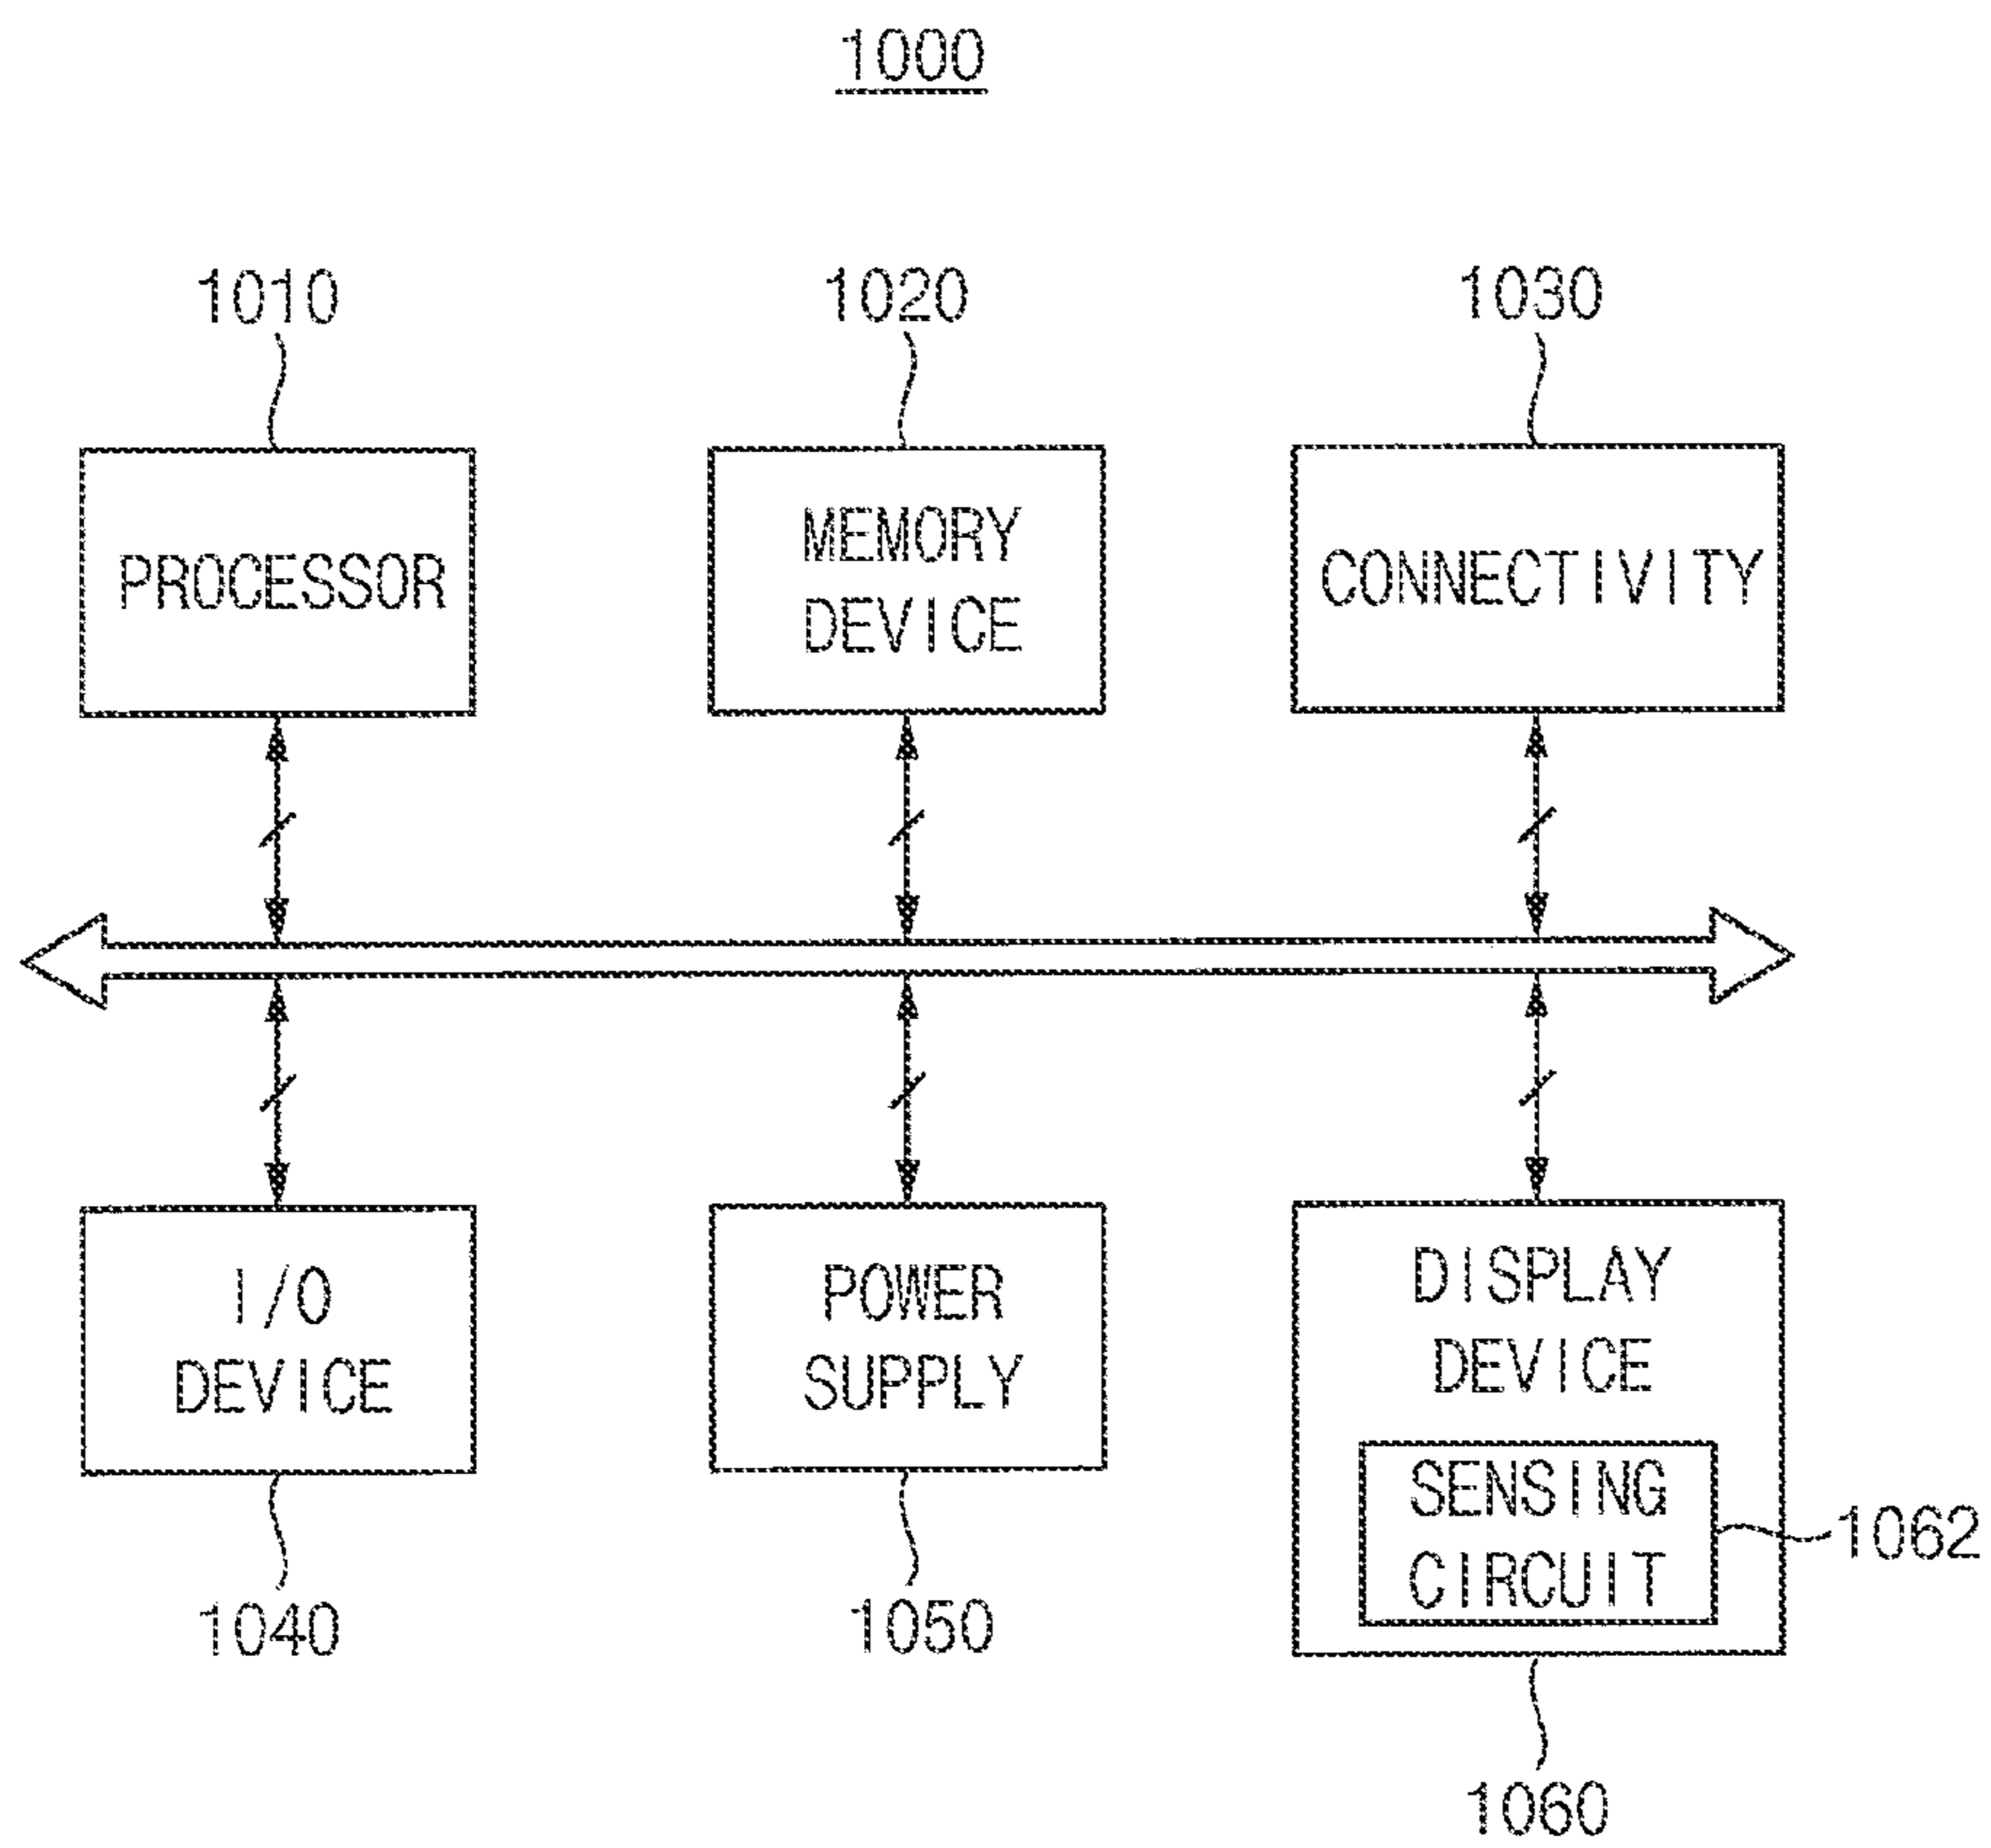 1000
1010
1020
1030
PROCESSOR
MEMORY
DEVICE
CONNECTIVITY
I/O
DEVICE
POWER
SUPPLY
DISPLAY
DEVICE
SENSING
CIRCUIT
1062
1040
1050
1060